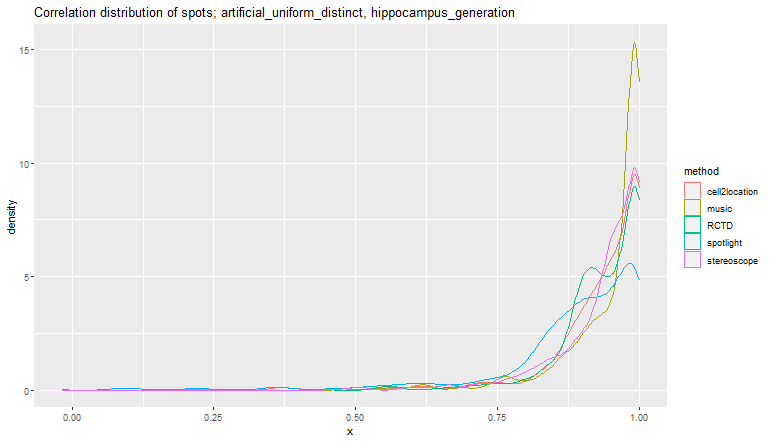 Correlation distribution of spots; artificial_uniform_distinct, hippocampus_generation
15
10
5
0
density
0.00 0.25 0.50 0.75 1.00
x
method
cell2location
music
RCTD
spotlight
stereoscope